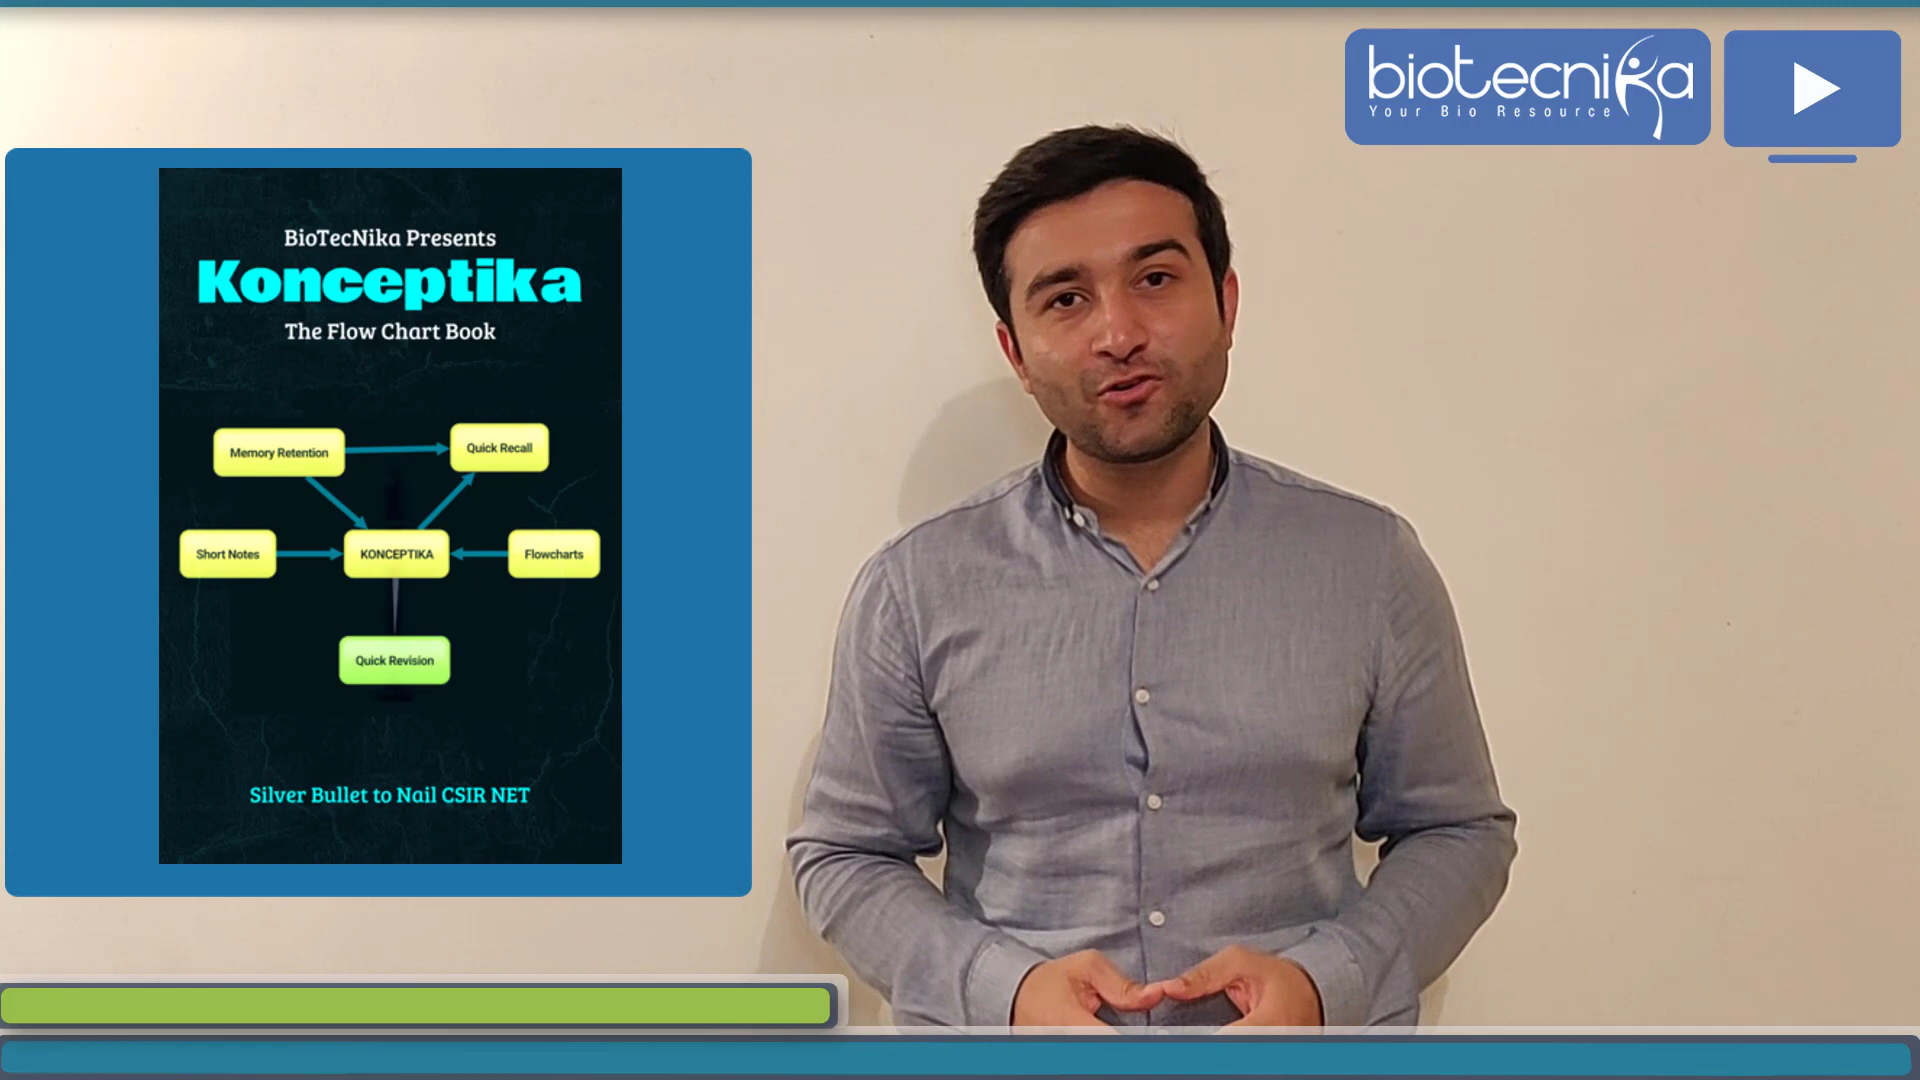 biotecnika
Your Bio Resource
BioTecNika Presents
Konceptika
The Flow Chart Book
Memory Retention
Quick Recall
Short Notes
KONCEPTIKA
Flowcharts
Quick Revision
Silver Bullet to Nail CSIR NET